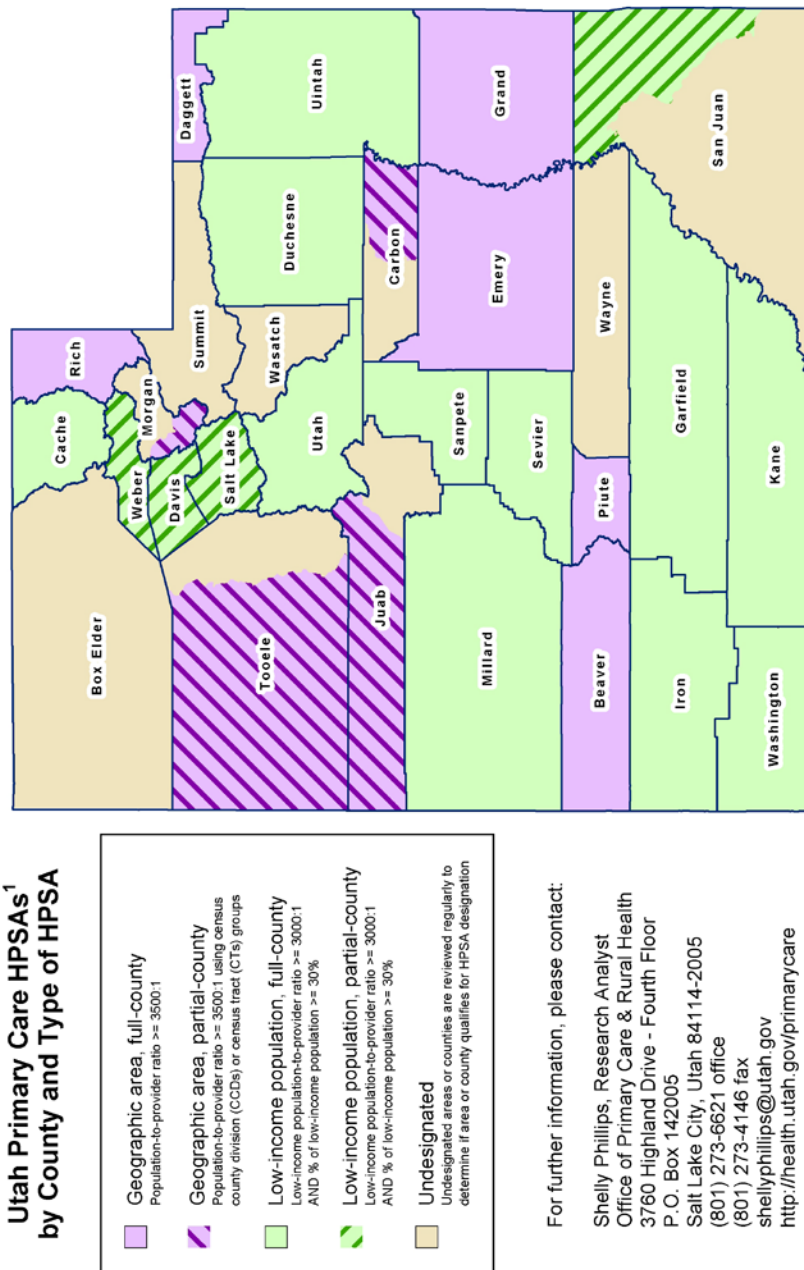 Utah Primary Care HPSAs¹
by County and Type of HPSA
Geographic area, full-county
Population-to-provider ratio >= 3500:1
Geographic area, partial-county
Population-to-provider ratio >= 3500:1 using census
county division (CCDs) or census tract (CTs) groups
Low-income population, full-county
Low-income population-to-provider ratio >= 3000:1
AND % of low-income population >= 30%
Low-income population, partial-county
Low-income population-to-provider ratio >= 3000:1
AND % of low-income population >= 30%
Undesignated
Undesignated areas or counties are reviewed regularly to
determine if area or county qualifies for HPSA designation
For further information, please contact:
Shelly Phillips, Research Analyst
Office of Primary Care & Rural Health
3760 Highland Drive - Fourth Floor
P.O. Box 142005
Salt Lake City, Utah 84114-2005
(801) 273-6621 office
(801) 273-4146 fax
shellyphillips@utah.gov
http://health.utah.gov/primarycare
Box Elder
Cache
Rich
Weber
Morgan
Davis
Salt Lake
Summit
Daggett
Tooele
Wasatch
Duchesne
Uintah
Utah
Juab
Carbon
Sanpete
Millard
Sevier
Emery
Grand
Beaver
Piute
Wayne
Iron
Garfield
San Juan
Washington
Kane